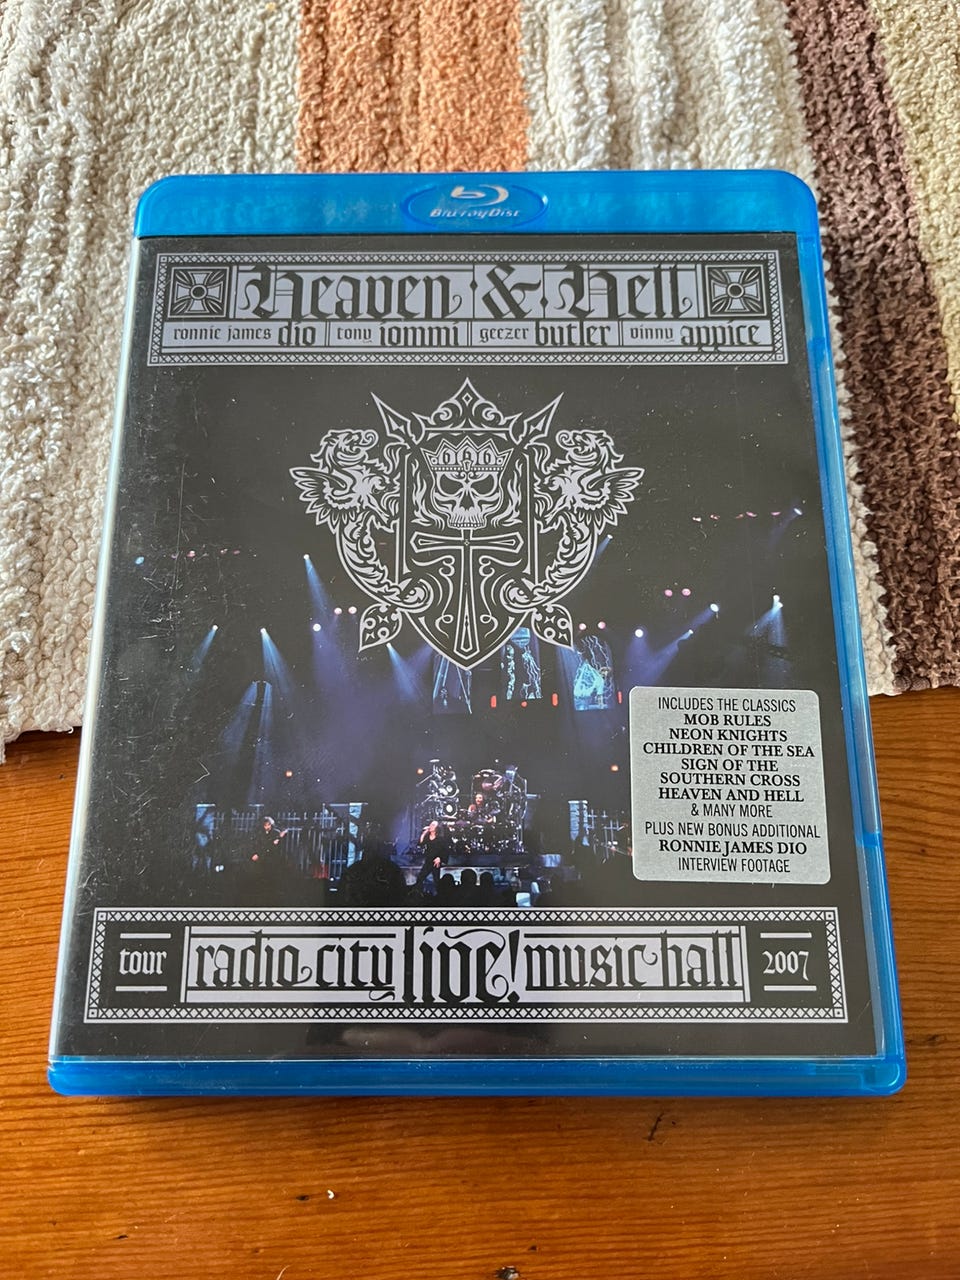 Blu-ray Disc
Heaven & Hell
ronnie james dio tony iommi geezer butler vinny appice
INCLUDES THE CLASSICS
MOB RULES
NEON KNIGHTS
CHILDREN OF THE SEA
SIGN OF THE
SOUTHERN CROSS
HEAVEN AND HELL
& MANY MORE
PLUS NEW BONUS ADDITIONAL
RONNIE JAMES DIO
INTERVIEW FOOTAGE
tour radio city live! music hall 2007